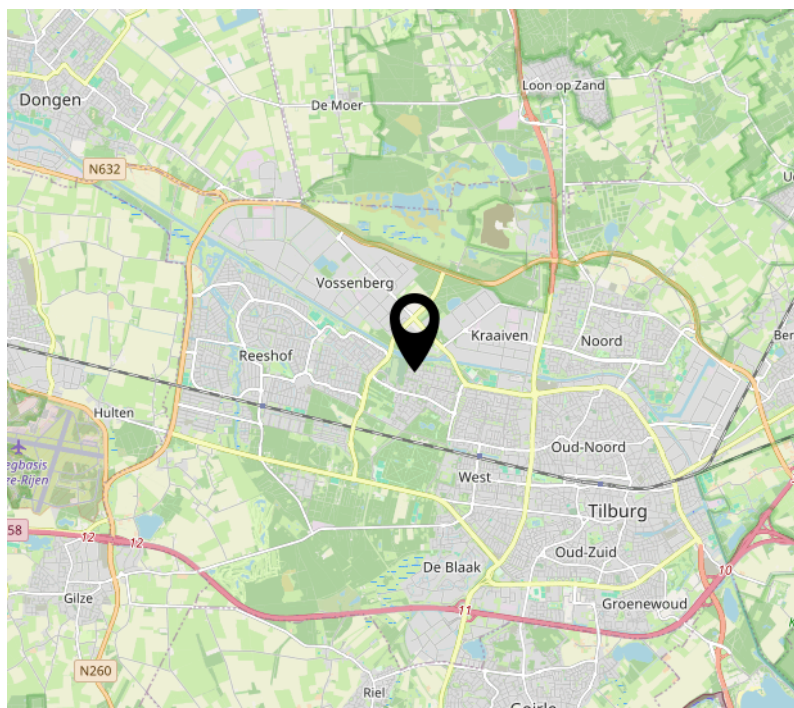 Loon op Zand
Dongen
De Moer
N632
Vossenberg
Kraaiven
Noord
Reeshof
Hulten
Oud-Noord
West
Tilburg
58
12
12
Oud-Zuid
De Blaak
10
Gilze
Groenewoud
11
N260
Riel